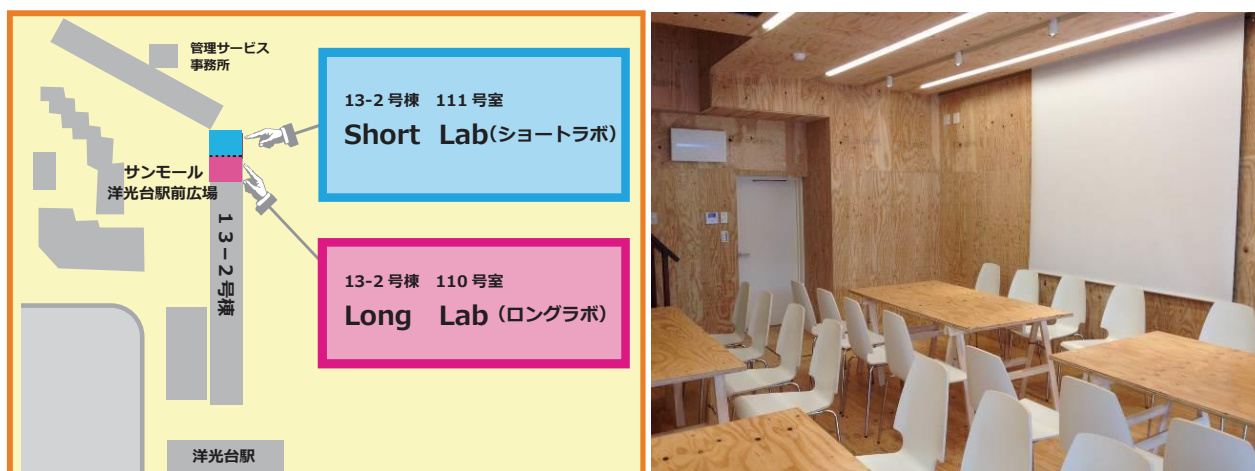 管理サービス
事務所
13-2 号棟　111 号室
Short Lab(ショートラボ)
サンモール
洋光台駅前広場
13-2号棟
13-2 号棟　110 号室
Long Lab(ロングラボ)
洋光台駅